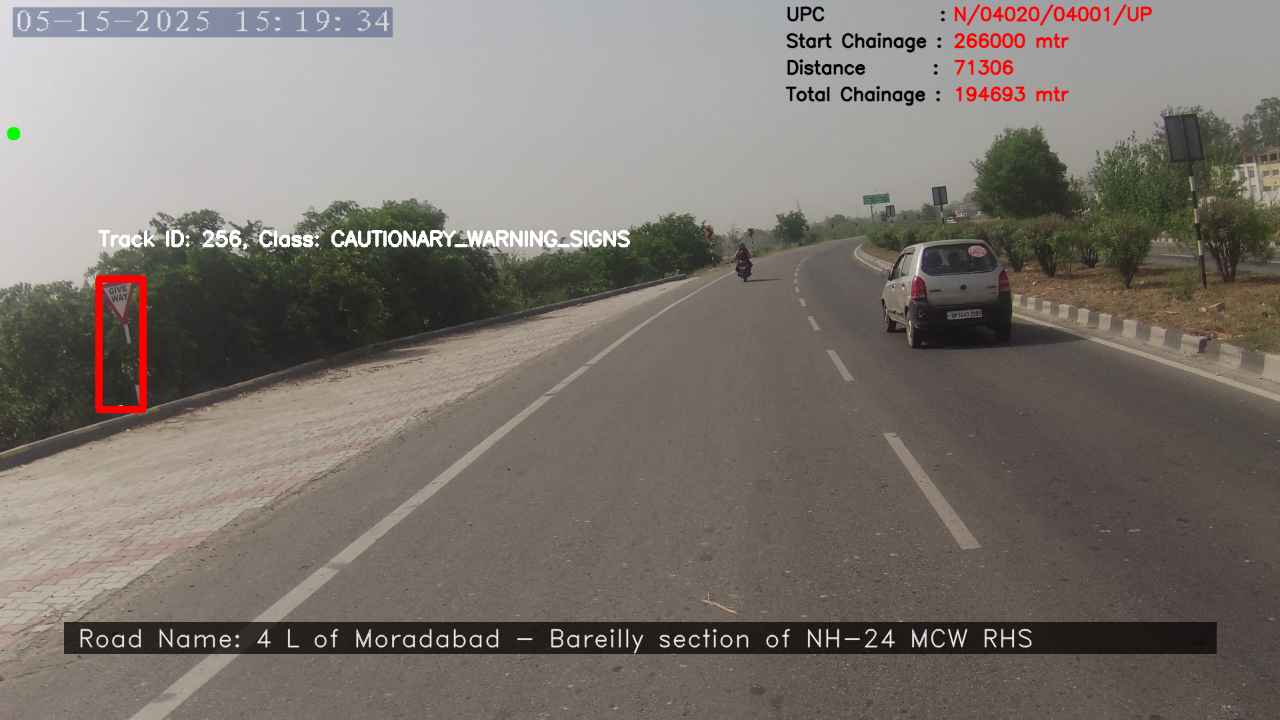 05-15-2025 15:19:34
UPC : N/04020/04001/UP
Start Chainage : 266000 mtr
Distance : 71306
Total Chainage : 194693 mtr
Track ID: 256, Class: CAUTIONARY_WARNING_SIGNS
GIVE
WAY
Road Name: 4 L of Moradabad - Bareilly section of NH-24 MCW RHS